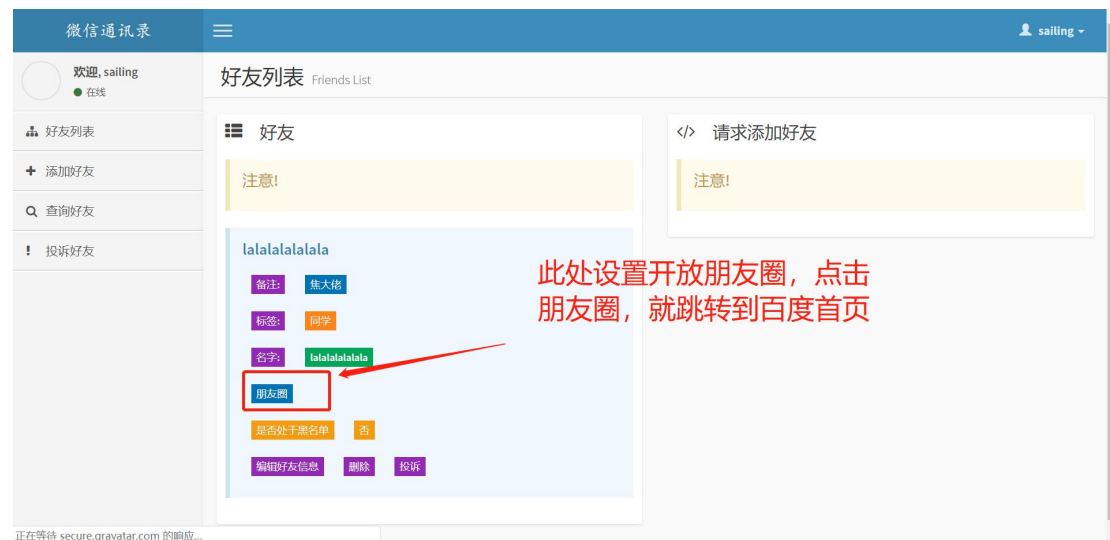 微信通讯录
sailing
欢迎, sailing
在线
好友列表 Friends List
好友列表
添加好友
查询好友
投诉好友
好友
注意!
lalalalalalala
备注: 焦大佬
标签: 同学
名字: lalalalalalala
朋友圈
是否处于黑名单 否
编辑好友信息 删除 投诉
请求添加好友
注意!
此处设置开放朋友圈，点击
朋友圈，就跳转到百度首页
正在等待 secure.gravatar.com 的响应...